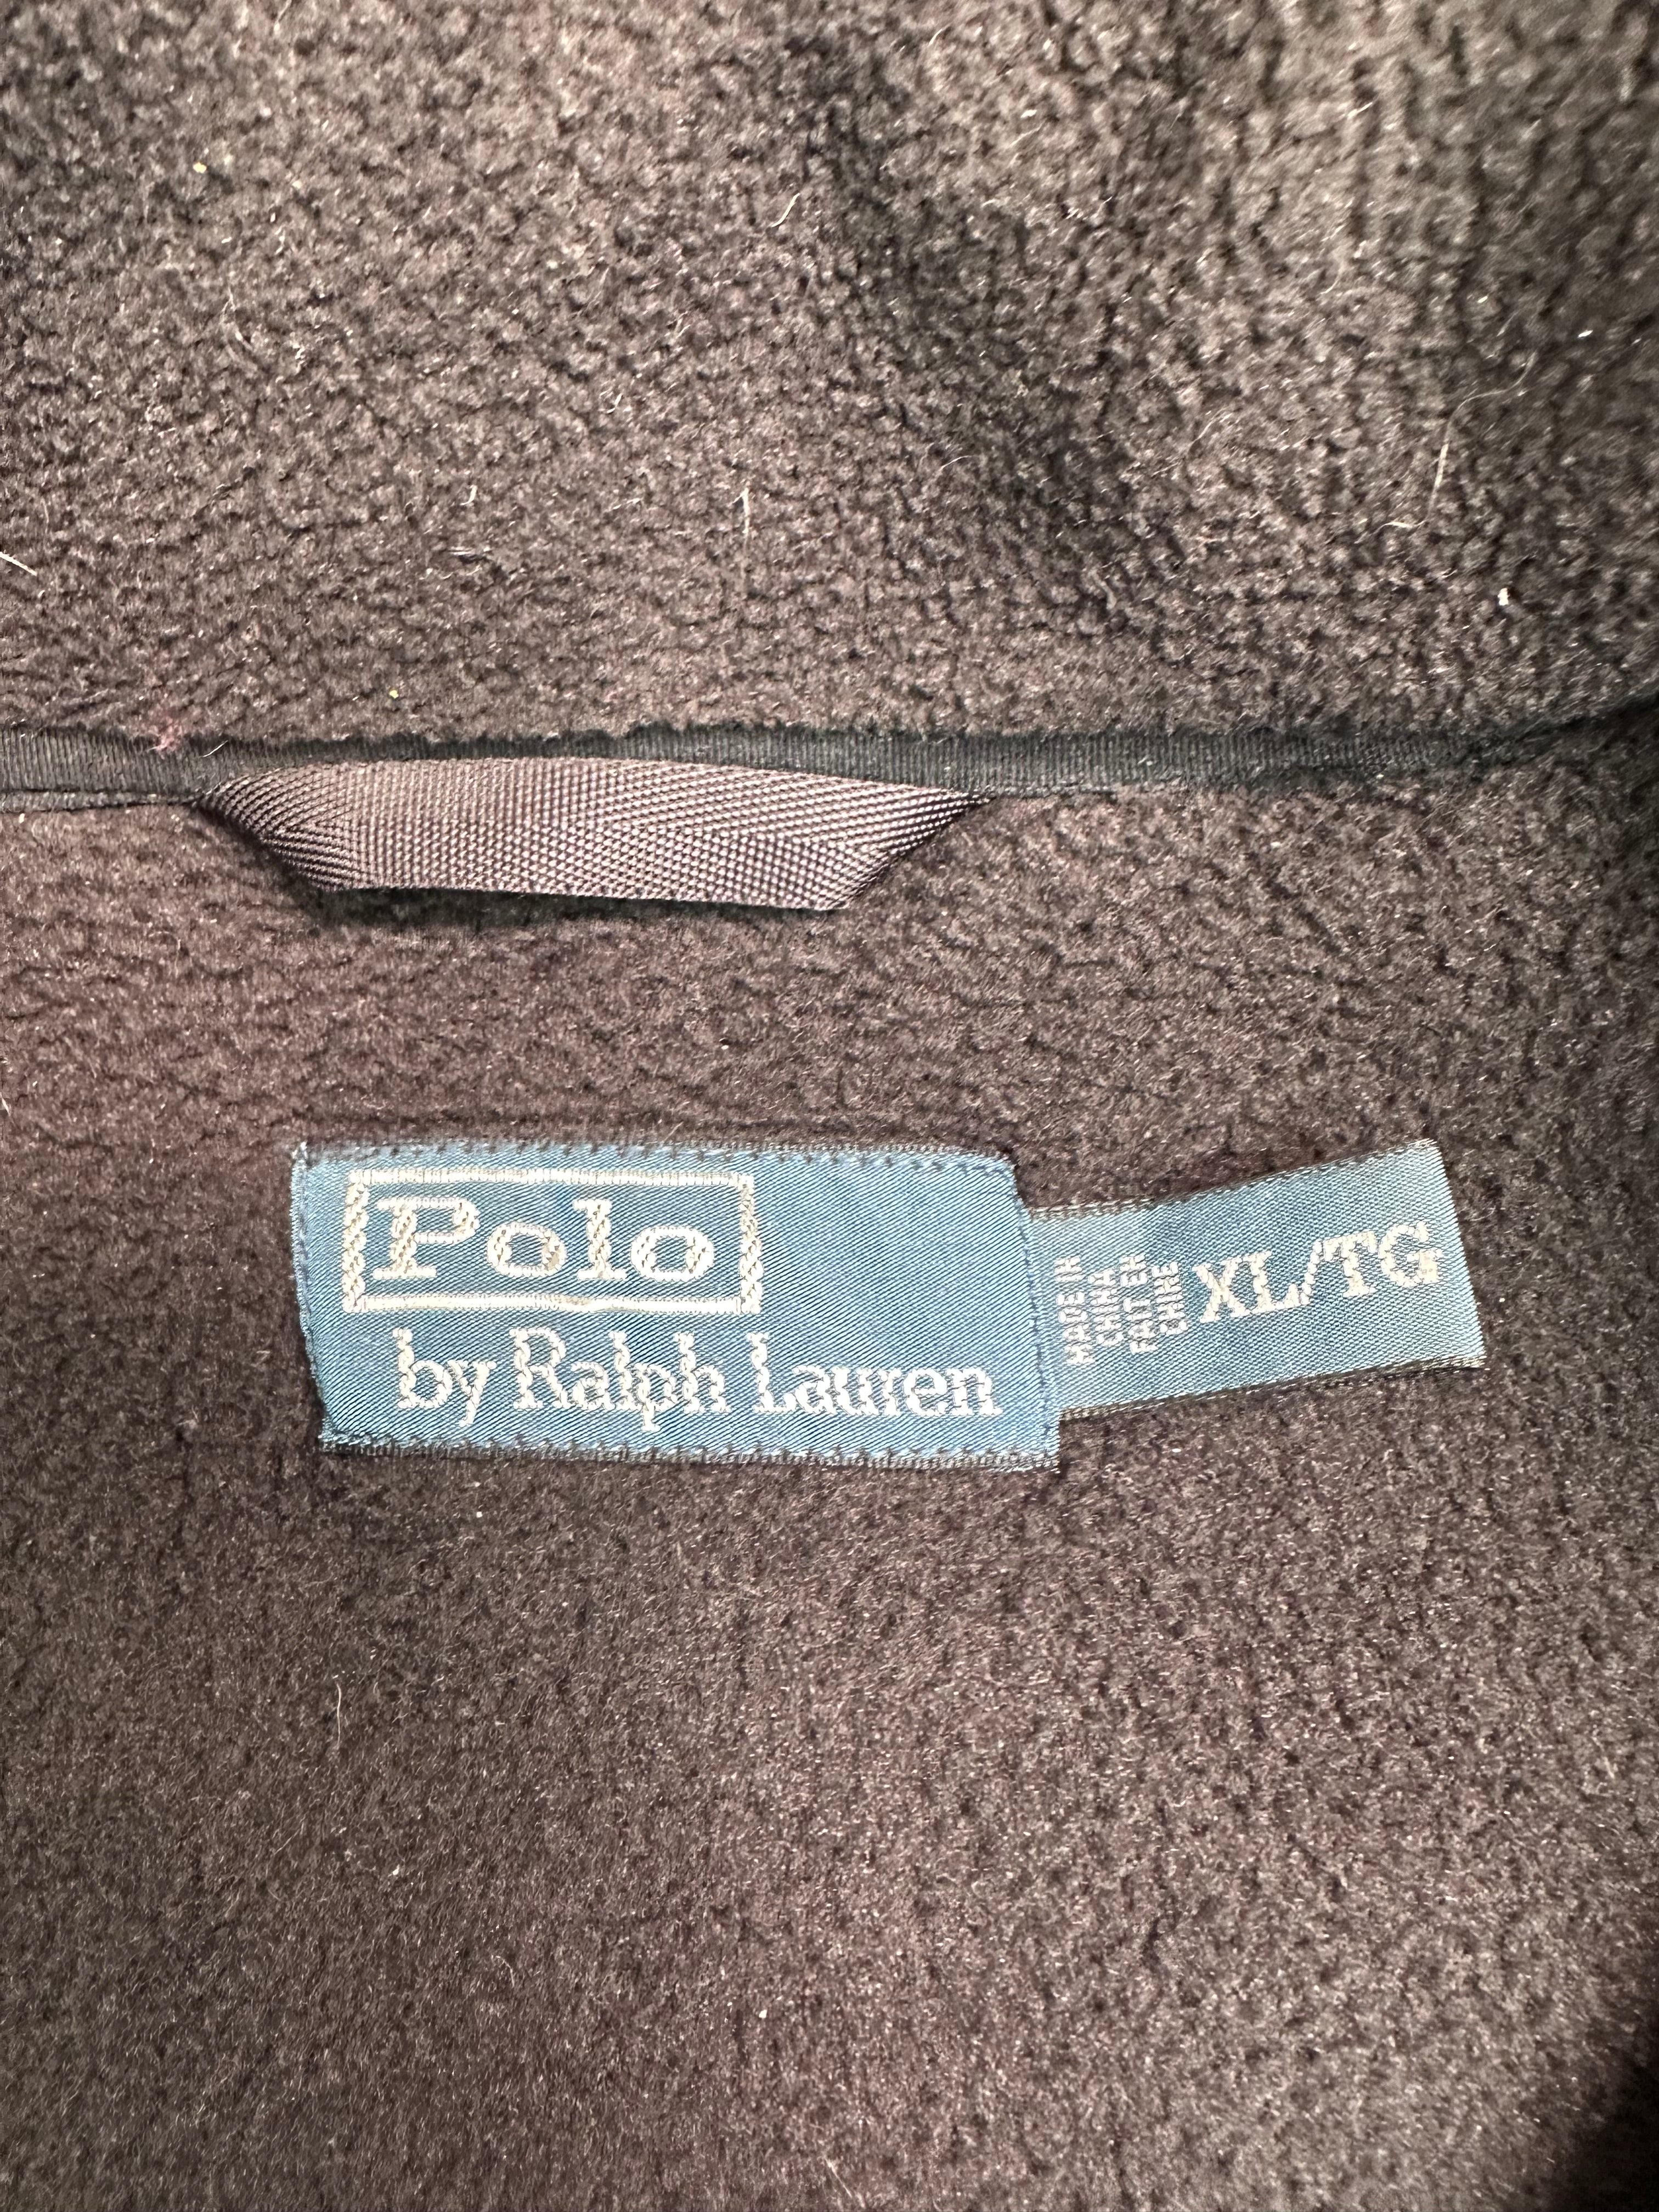 Polo
by Ralph Lauren
MADE IN
CHINA
FAIT EN
CHINE
XL/TG